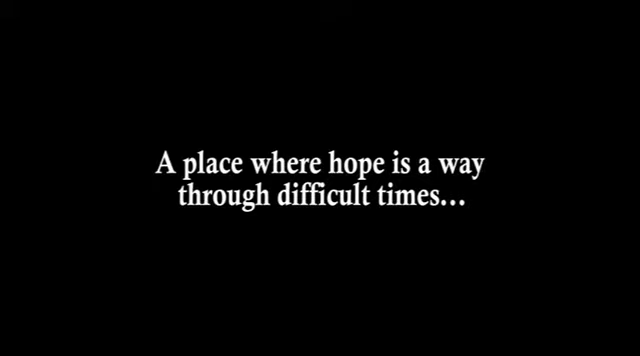 A place where hope is a way
through difficult times...